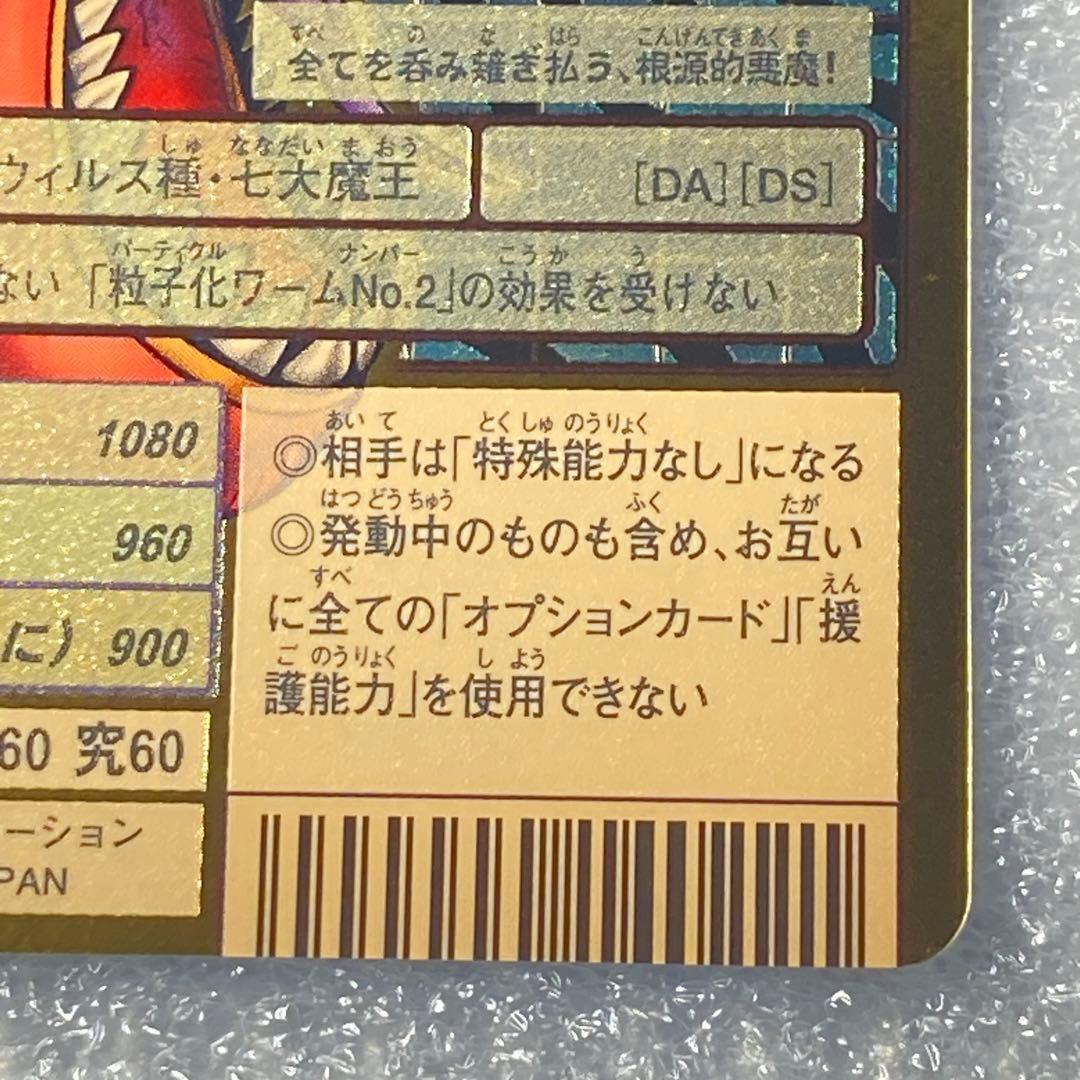 全てを呑み薙ぎ払う、根源的悪魔!
ウィルス種・七大魔王
[DA][DS]
ない「粒子化ワームNo.2」の効果を受けない
1080
960
に) 900
60 究60
ーション
PAN
◎相手は「特殊能力なし」になる
◎発動中のものも含め、お互い
に全ての「オプションカード」「援
護能力」を使用できない